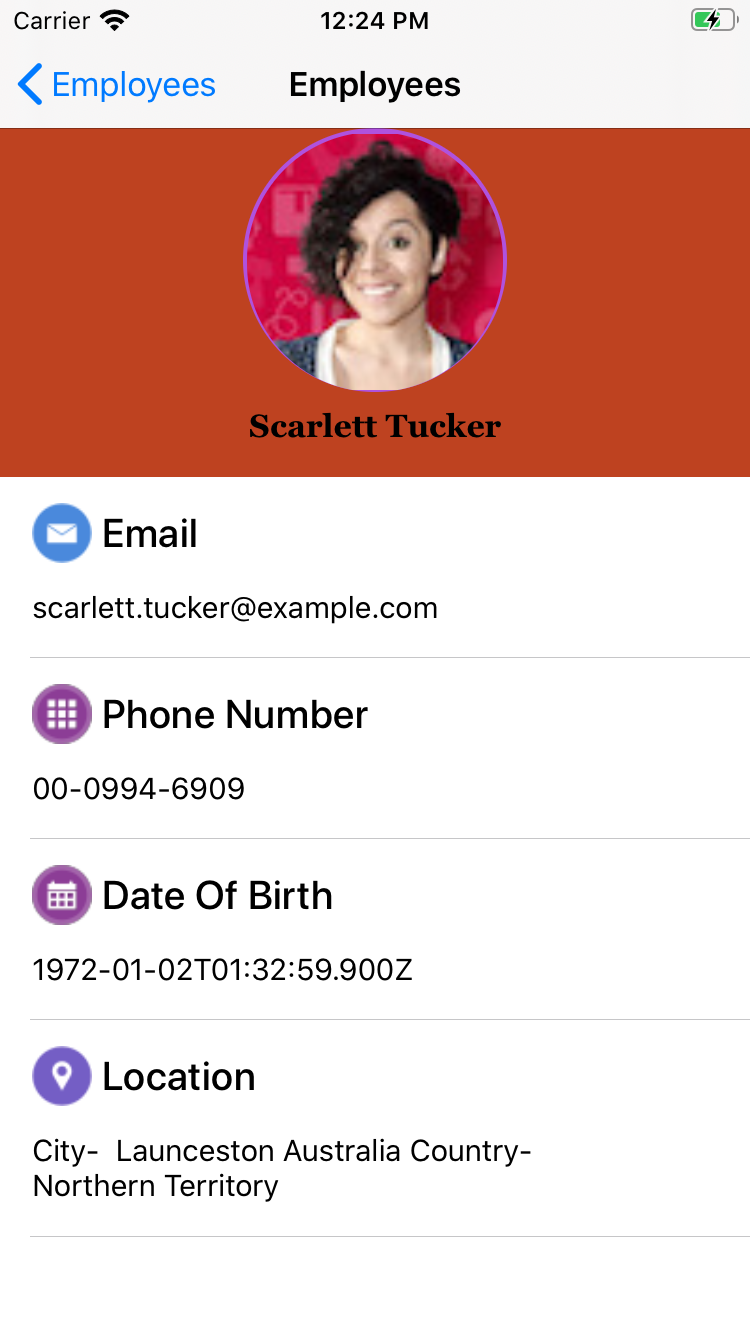 Carrier 12:24 PM
Employees Employees
Scarlett Tucker
Email
scarlett.tucker@example.com
Phone Number
00-0994-6909
Date Of Birth
1972-01-02T01:32:59.900Z
Location
City-  Launceston Australia Country-
Northern Territory